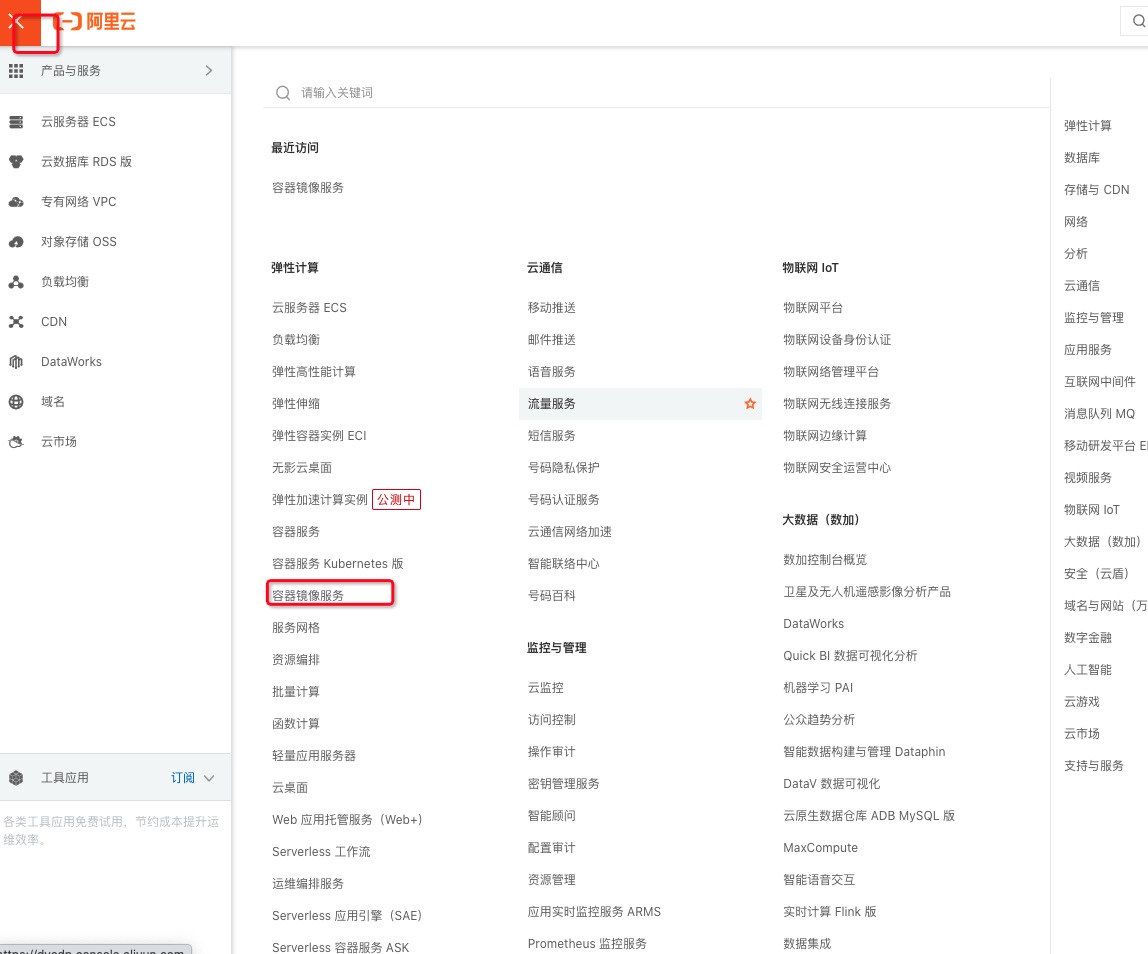 阿里云
产品与服务
云服务器 ECS
云数据库 RDS 版
专有网络 VPC
对象存储 OSS
负载均衡
CDN
DataWorks
域名
云市场
工具应用
订阅
各类工具应用免费试用，节约成本提升运
维效率。
请输入关键词
最近访问
容器镜像服务
弹性计算
云服务器 ECS
负载均衡
弹性高性能计算
弹性伸缩
弹性容器实例 ECI
无影云桌面
弹性加速计算实例 公测中
容器服务
容器服务 Kubernetes 版
容器镜像服务
服务网格
资源编排
批量计算
函数计算
轻量应用服务器
云桌面
Web 应用托管服务（Web+）
Serverless 工作流
运维编排服务
Serverless 应用引擎（SAE）
Serverless 容器服务 ASK
云通信
移动推送
邮件推送
语音服务
流量服务
短信服务
号码隐私保护
号码认证服务
云通信网络加速
智能联络中心
号码百科
监控与管理
云监控
访问控制
操作审计
密钥管理服务
智能顾问
配置审计
资源管理
应用实时监控服务 ARMS
Prometheus 监控服务
物联网 IoT
物联网平台
物联网设备身份认证
物联网络管理平台
物联网无线连接服务
物联网边缘计算
物联网安全运营中心
大数据（数加）
数加控制台概览
卫星及无人机遥感影像分析产品
DataWorks
Quick BI 数据可视化分析
机器学习 PAI
公众趋势分析
智能数据构建与管理 Dataphin
DataV 数据可视化
云原生数据仓库 ADB MySQL 版
MaxCompute
智能语音交互
实时计算 Flink 版
数据集成
弹性计算
数据库
存储与 CDN
网络
分析
云通信
监控与管理
应用服务
互联网中间件
消息队列 MQ
移动研发平台
视频服务
物联网 IoT
大数据（数加）
安全（云盾）
域名与网站（万
数字金融
人工智能
云游戏
云市场
支持与服务